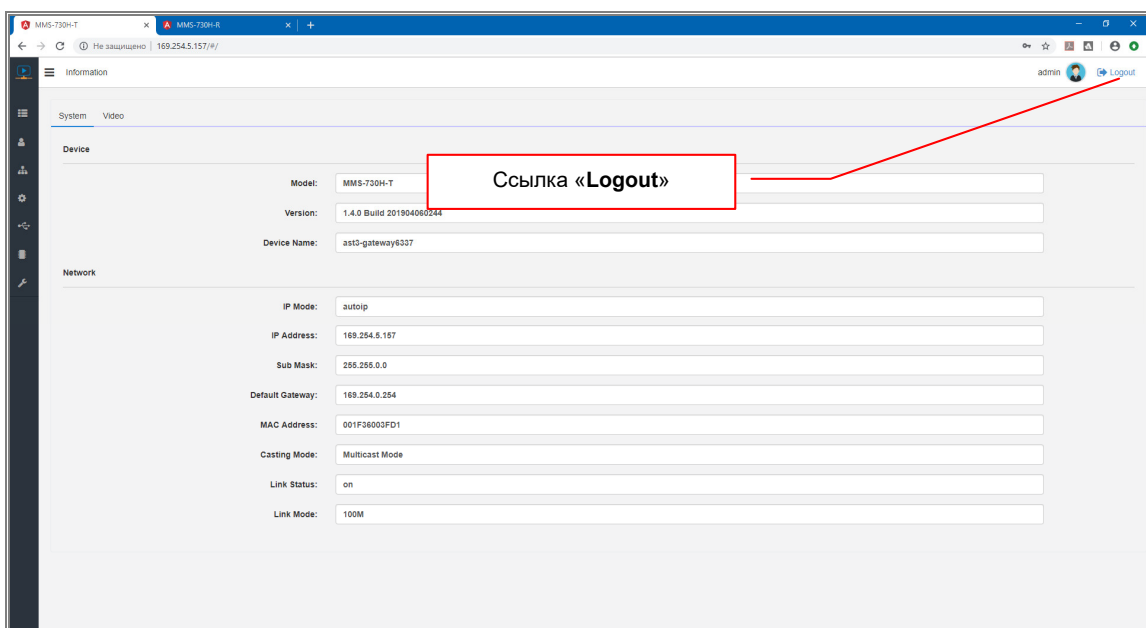 MMS-730H-T
MMS-730H-R
Не защищено | 169.254.5.157/#/
Information
admin
Logout
System Video
Device
Ссылка «Logout»
Model: MMS-730H-T
Version: 1.4.0 Build 201904060244
Device Name: ast3-gateway6337
Network
IP Mode: autoip
IP Address: 169.254.5.157
Sub Mask: 255.255.0.0
Default Gateway: 169.254.0.254
MAC Address: 001F36003FD1
Casting Mode: Multicast Mode
Link Status: on
Link Mode: 100M